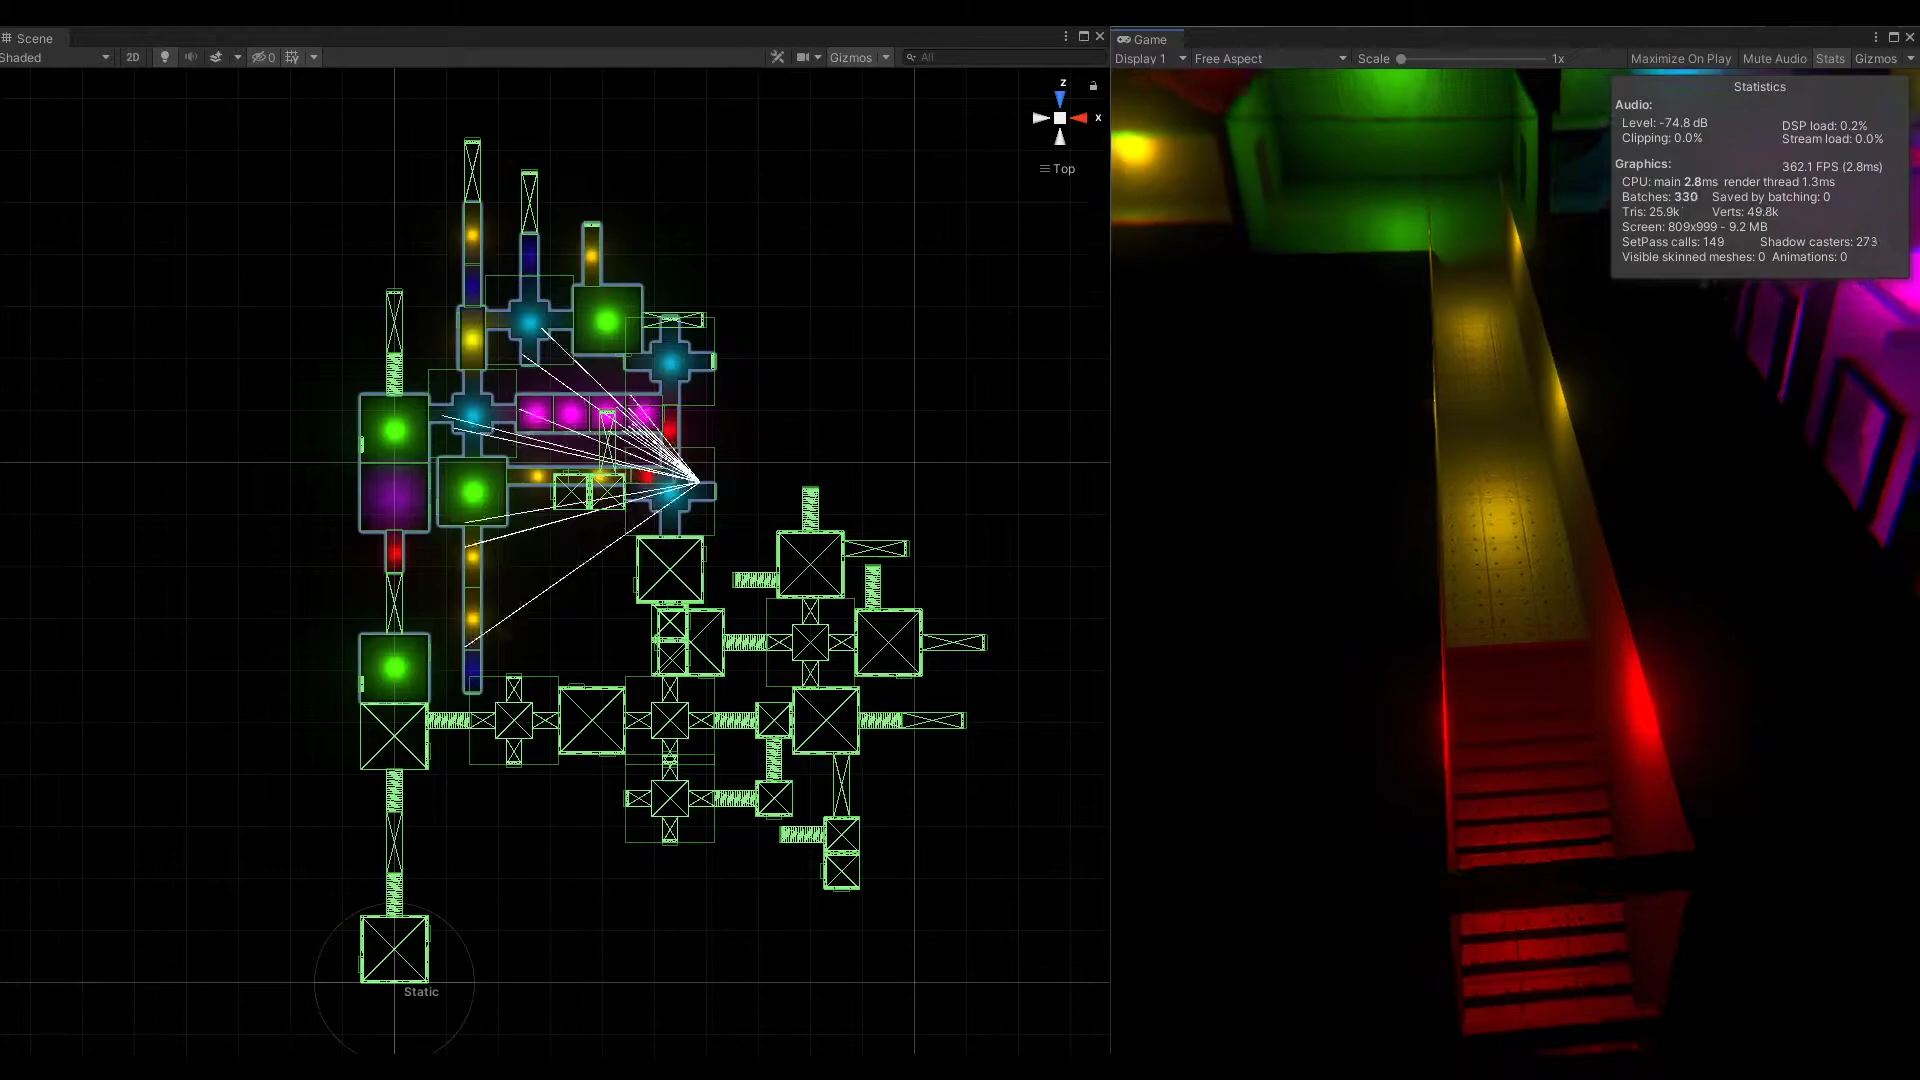 Scene
Shaded
2D
0
Gizmos
All
z
x
Top
Static
Game
Display 1
Free Aspect
Scale
1x
Maximize On Play
Mute Audio
Stats
Gizmos
Statistics
Audio:
Level: -74.8 dB
DSP load: 0.2%
Clipping: 0.0%
Stream load: 0.0%
Graphics:
362.1 FPS (2.8ms)
CPU: main 2.8ms render thread 1.3ms
Batches: 330 Saved by batching: 0
Tris: 25.9k Verts: 49.8k
Screen: 809x999 - 9.2 MB
SetPass calls: 149 Shadow casters: 273
Visible skinned meshes: 0 Animations: 0